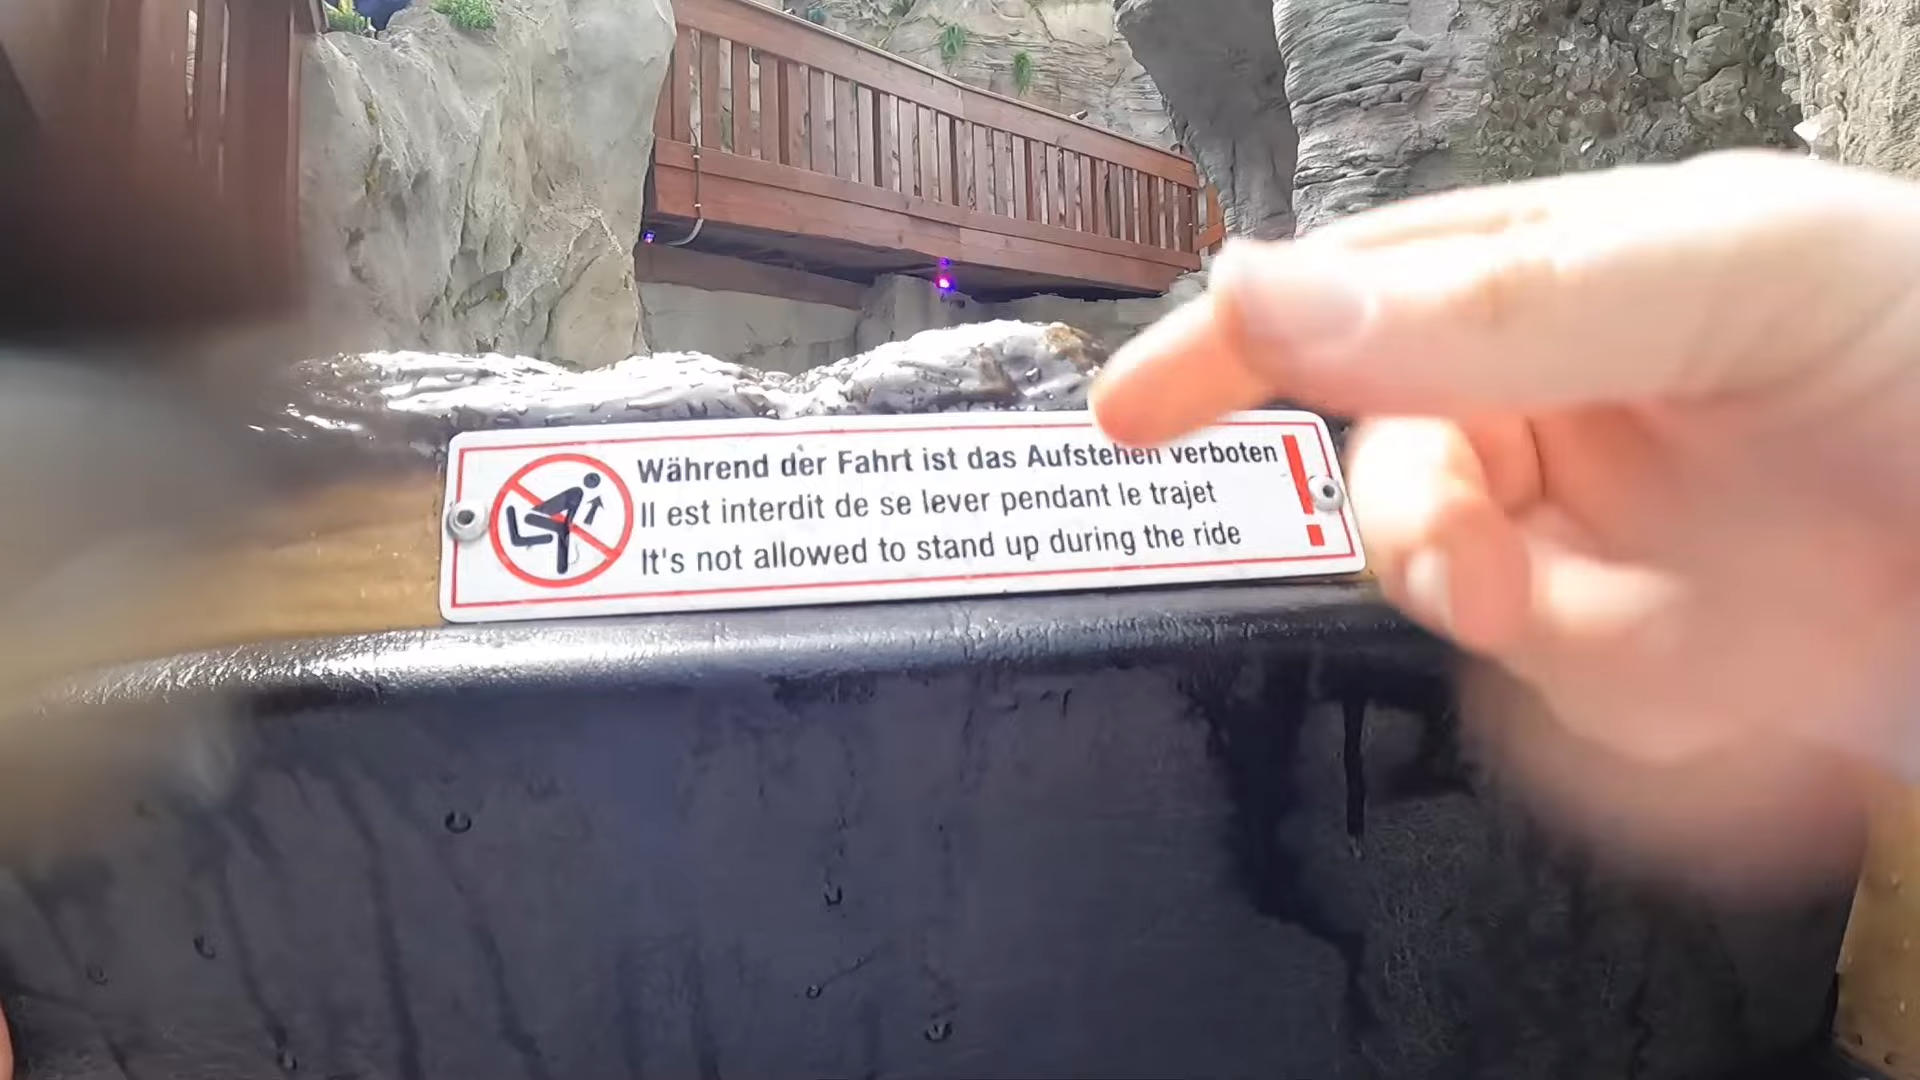 Während der Fahrt ist das Aufstehen verboten
Il est interdit de se lever pendant le trajet
It's not allowed to stand up during the ride